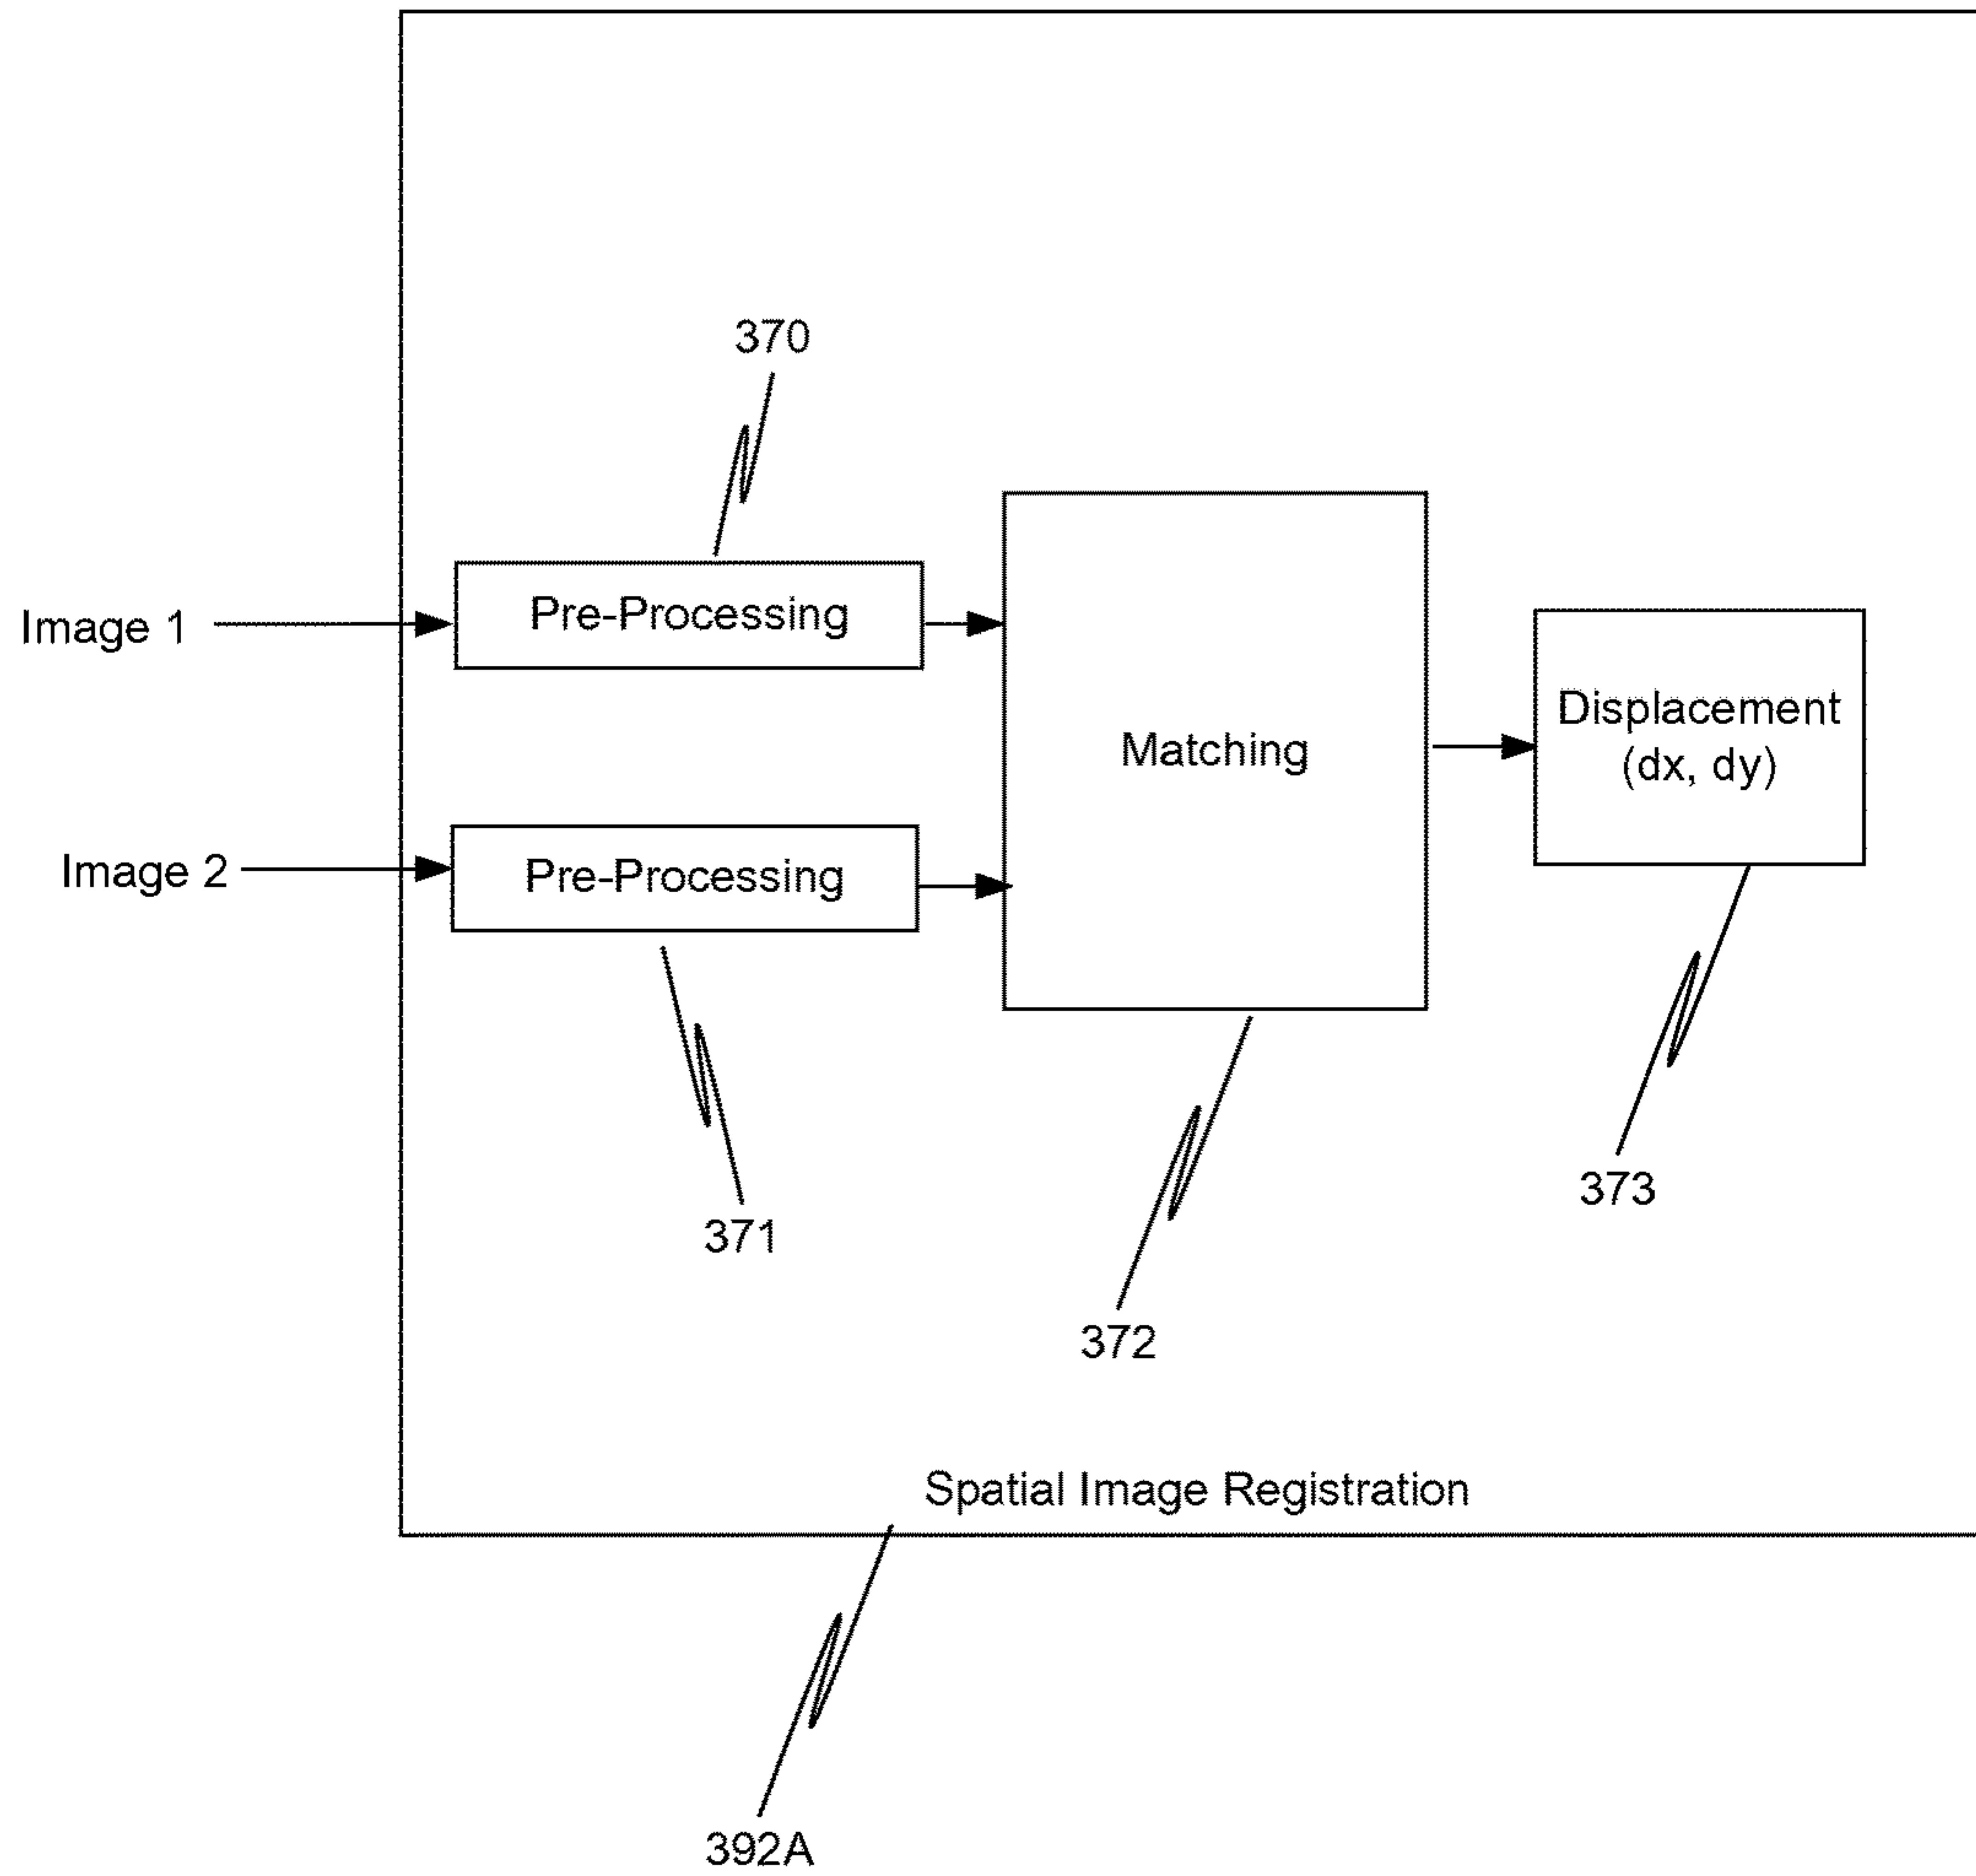 370
Image 1
Pre-Processing
Displacement
(dx, dy)
Matching
Image 2
Pre-Processing
373
371
372
Spatial Image Registration
392A